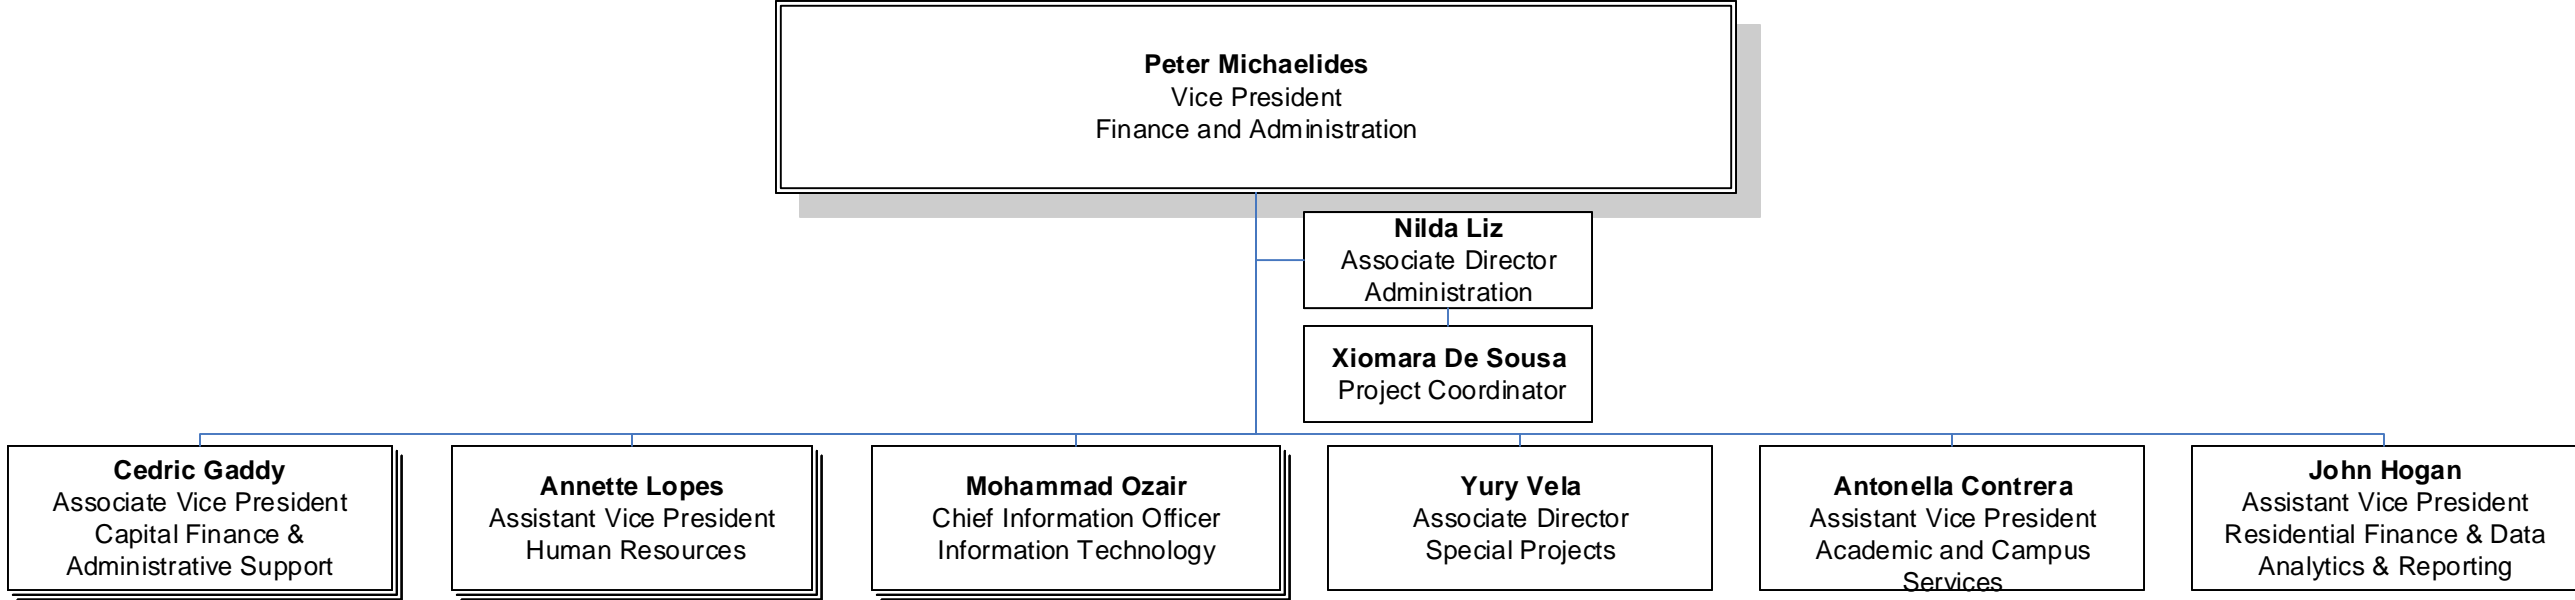 Peter Michaelides
Vice President
Finance and Administration
Nilda Liz
Associate Director
Administration
Xiomara De Sousa
Project Coordinator
Cedric Gaddy
Associate Vice President
Capital Finance &
Administrative Support
Annette Lopes
Assistant Vice President
Human Resources
Mohammad Ozair
Chief Information Officer
Information Technology
Yury Vela
Associate Director
Special Projects
Antonella Contrera
Assistant Vice President
Academic and Campus
Services
John Hogan
Assistant Vice President
Residential Finance & Data
Analytics & Reporting